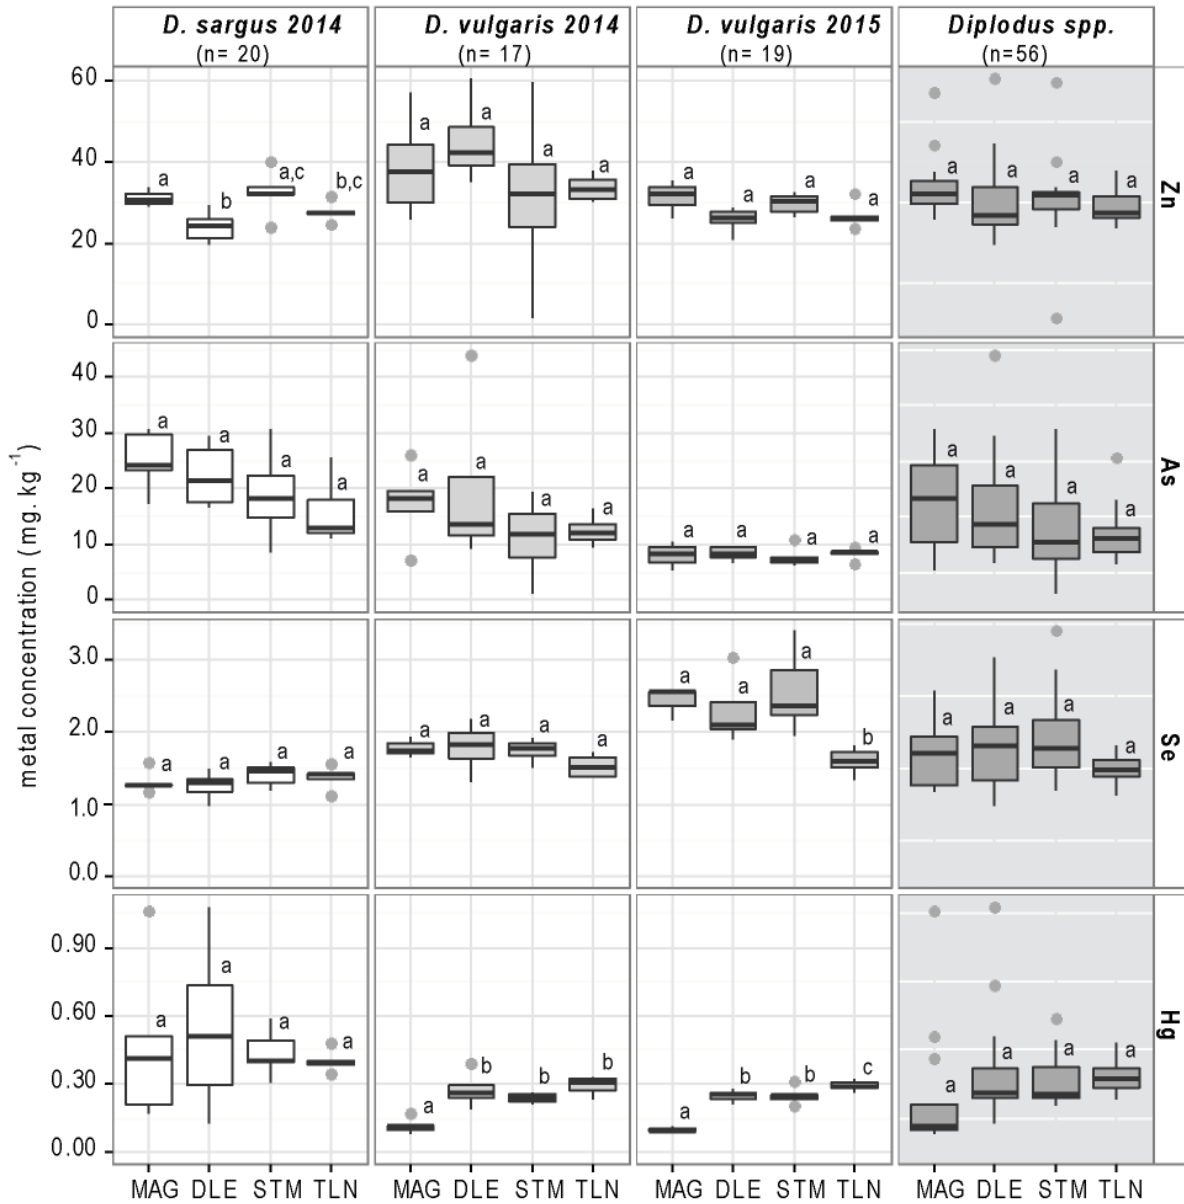 D. sargus 2014 D. vulgaris 2014 D. vulgaris 2015 Diplodus spp.
(n= 20) (n= 17) (n= 19) (n=56)
metal concentration (mg. kg⁻¹)
60
40
20
0
a b a,c b,c
a a a a
a a a a
a a a a
Zn
40
30
20
10
0
a a a a
a a a a
a a a a
a a a a
As
3.0
2.0
1.0
0.0
a a a a
a a a a
a a a b
a a a a
Se
0.90
0.60
0.30
0.00
a a a a
a b b b
a b b c
a a a a
Hg
MAG DLE STM TLN MAG DLE STM TLN MAG DLE STM TLN MAG DLE STM TLN